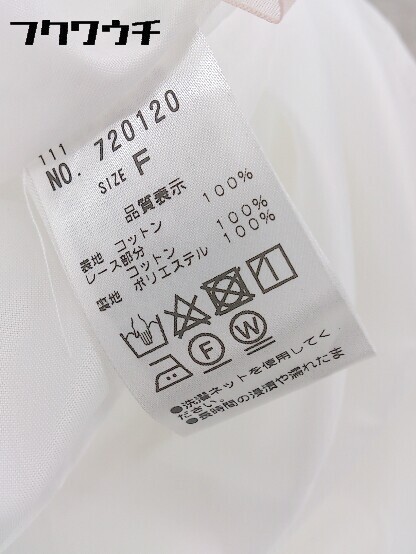 フクワウチ
111
NO. 720120
SIZE F
品質表示
表地 コットン 100%
レース部分
コットン 100%
裏地 ポリエステル 100%
F W
●洗濯ネットを使用してく
ださい。
●長時間の浸漬や濡れたま